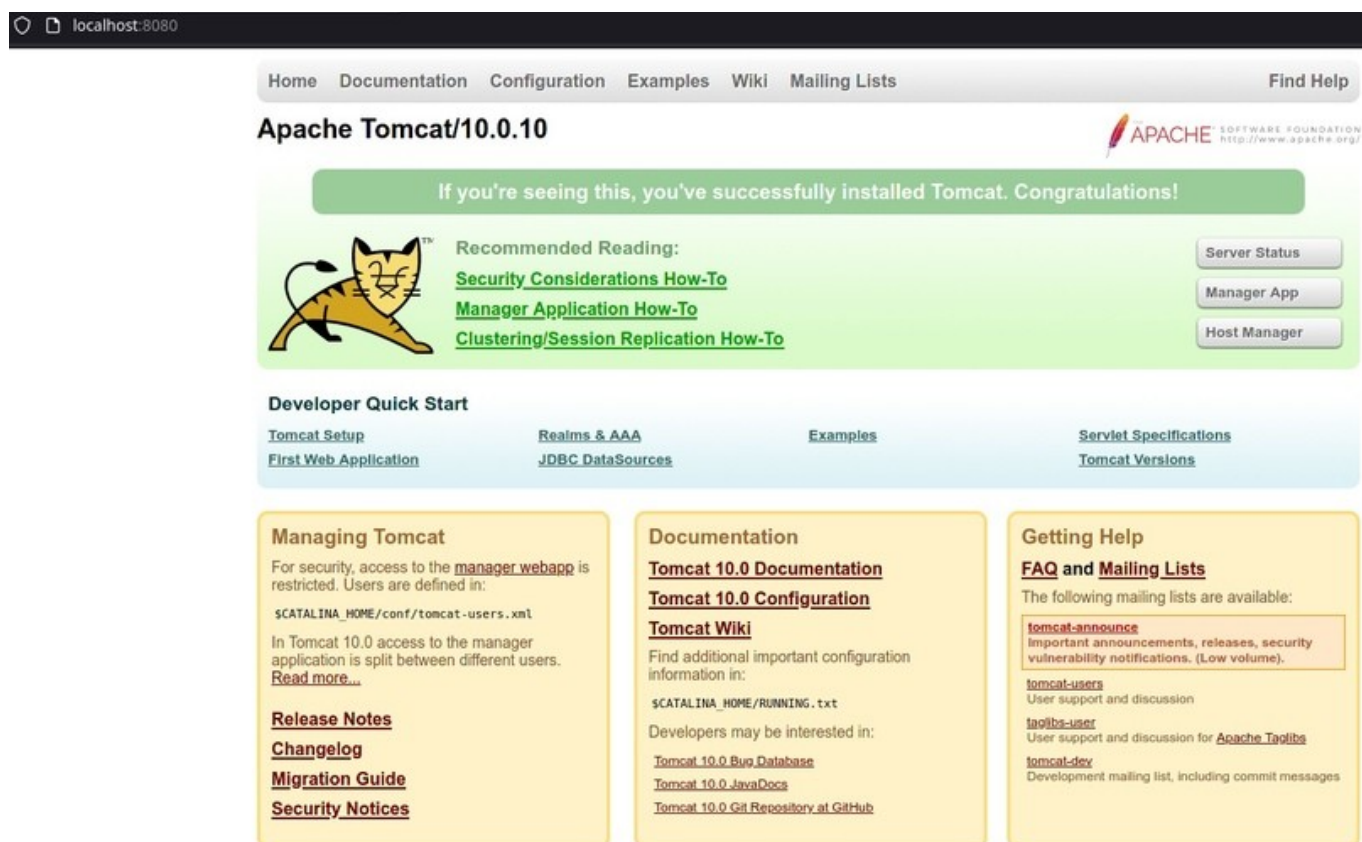 localhost:8080
Home Documentation Configuration Examples Wiki Mailing Lists Find Help
Apache Tomcat/10.0.10
APACHE SOFTWARE FOUNDATION
http://www.apache.org/
If you're seeing this, you've successfully installed Tomcat. Congratulations!
TM
Recommended Reading:
Security Considerations How-To
Manager Application How-To
Clustering/Session Replication How-To
Server Status
Manager App
Host Manager
Developer Quick Start
Tomcat Setup
First Web Application
Realms & AAA
JDBC DataSources
Examples
Servlet Specifications
Tomcat Versions
Managing Tomcat
For security, access to the manager webapp is
restricted. Users are defined in:
$CATALINA_HOME/conf/tomcat-users.xml
In Tomcat 10.0 access to the manager
application is split between different users.
Read more...
Release Notes
Changelog
Migration Guide
Security Notices
Documentation
Tomcat 10.0 Documentation
Tomcat 10.0 Configuration
Tomcat Wiki
Find additional important configuration
information in:
$CATALINA_HOME/RUNNING.txt
Developers may be interested in:
Tomcat 10.0 Bug Database
Tomcat 10.0 JavaDocs
Tomcat 10.0 Git Repository at GitHub
Getting Help
FAQ and Mailing Lists
The following mailing lists are available:
tomcat-announce
Important announcements, releases, security
vulnerability notifications. (Low volume).
tomcat-users
User support and discussion
taglibs-user
User support and discussion for Apache Taglibs
tomcat-dev
Development mailing list, including commit messages